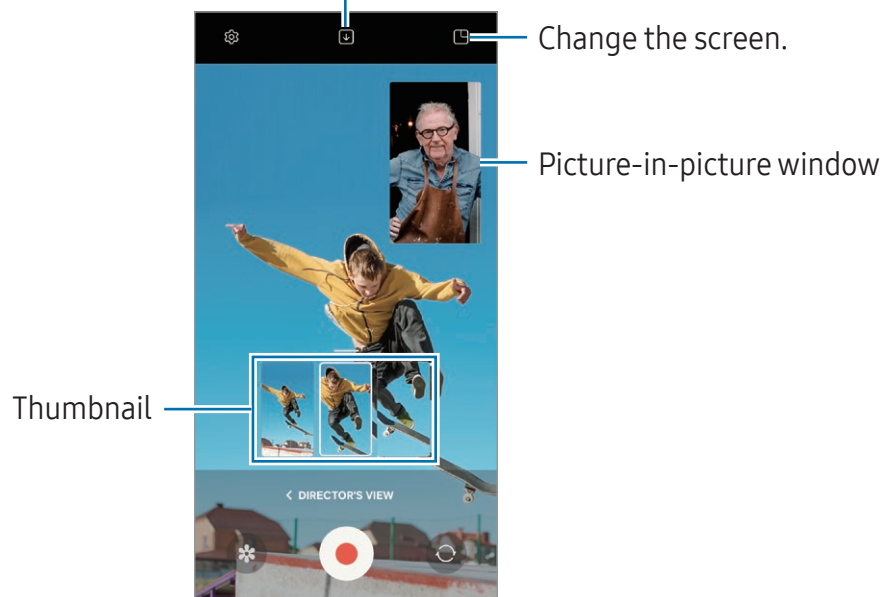 Change the screen.
Picture-in-picture window
Thumbnail
DIRECTOR'S VIEW